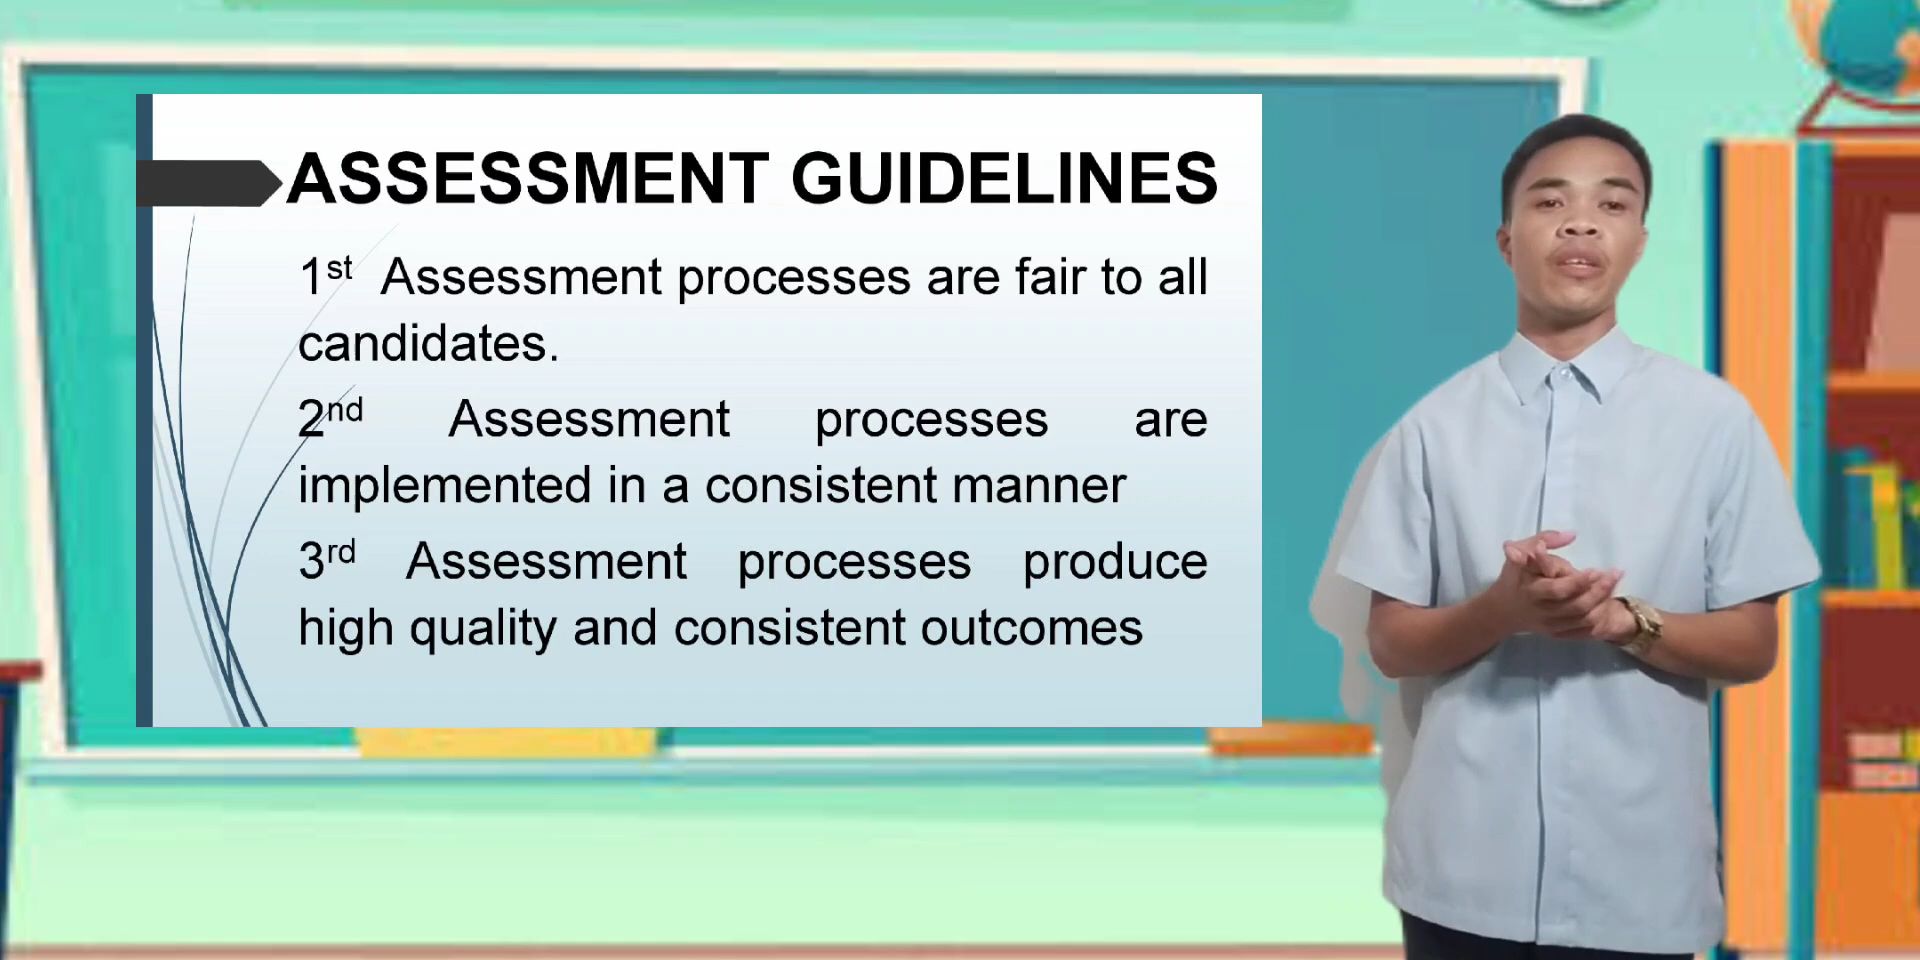 ASSESSMENT GUIDELINES
1st Assessment processes are fair to all
candidates.
2nd Assessment processes are
implemented in a consistent manner
3rd Assessment processes produce
high quality and consistent outcomes